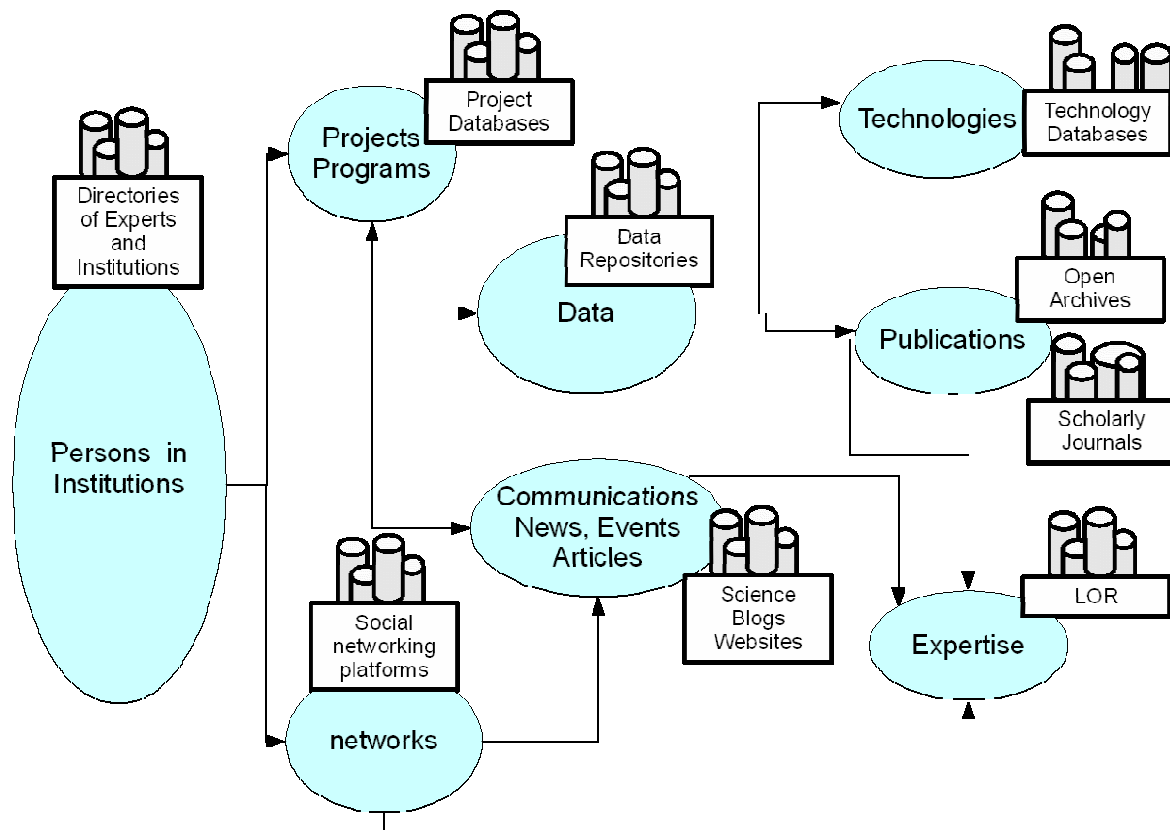 Project
Databases
Projects
Programs
Technologies
Technology
Databases
Directories
of Experts
and
Institutions
Data
Repositories
Data
Open
Archives
Publications
Scholarly
Journals
Persons in
Institutions
Communications
News, Events
Articles
Science
Blogs
Websites
LOR
Expertise
Social
networking
platforms
networks